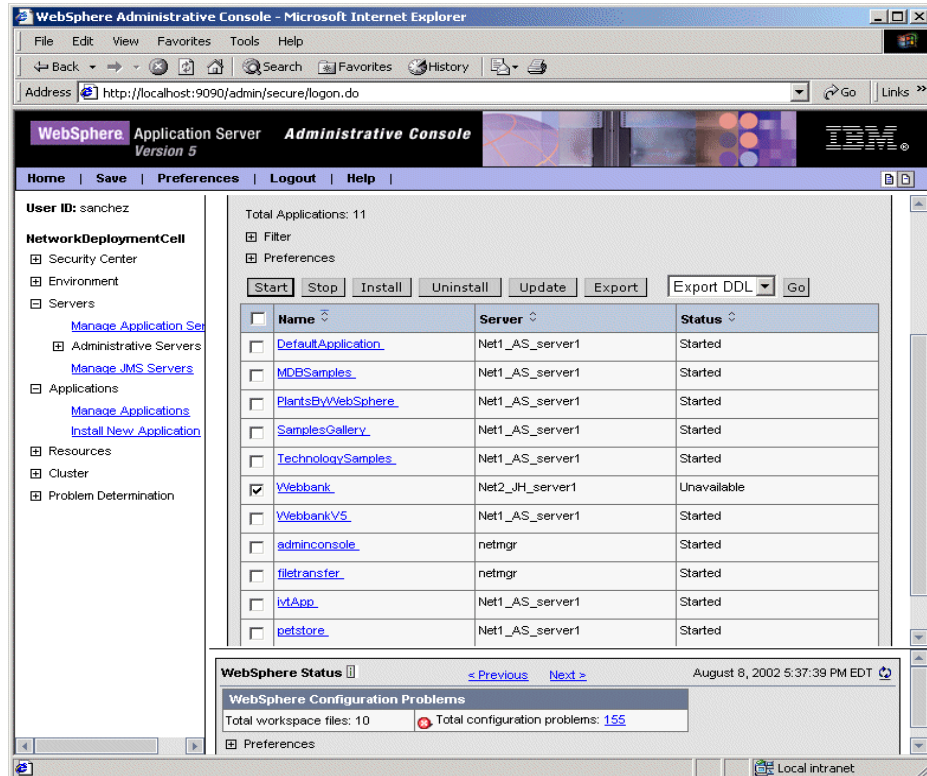 WebSphere Administrative Console - Microsoft Internet Explorer
File Edit View Favorites Tools Help
Back Search Favorites History
Address http://localhost:9090/admin/secure/logon.do Go Links »
WebSphere Application Server Administrative Console
Version 5
IBM®
Home | Save | Preferences | Logout | Help |
User ID: sanchez
NetworkDeploymentCell
Security Center
Environment
Servers
Manage Application Ser
Administrative Servers
Manage JMS Servers
Applications
Manage Applications
Install New Application
Resources
Cluster
Problem Determination
Total Applications: 11
Filter
Preferences
Start Stop Install Uninstall Update Export Export DDL Go
Name Server Status
DefaultApplication Net1_AS_server1 Started
MDBSamples Net1_AS_server1 Started
PlantsByWebSphere Net1_AS_server1 Started
SamplesGallery Net1_AS_server1 Started
TechnologySamples Net1_AS_server1 Started
Webbank Net2_JH_server1 Unavailable
WebbankV5 Net1_AS_server1 Started
adminconsole netmgr Started
filetransfer netmgr Started
ivtApp Net1_AS_server1 Started
petstore Net1_AS_server1 Started
WebSphere Status i < Previous Next > August 8, 2002 5:37:39 PM EDT
WebSphere Configuration Problems
Total workspace files: 10 Total configuration problems: 155
Preferences
Local intranet